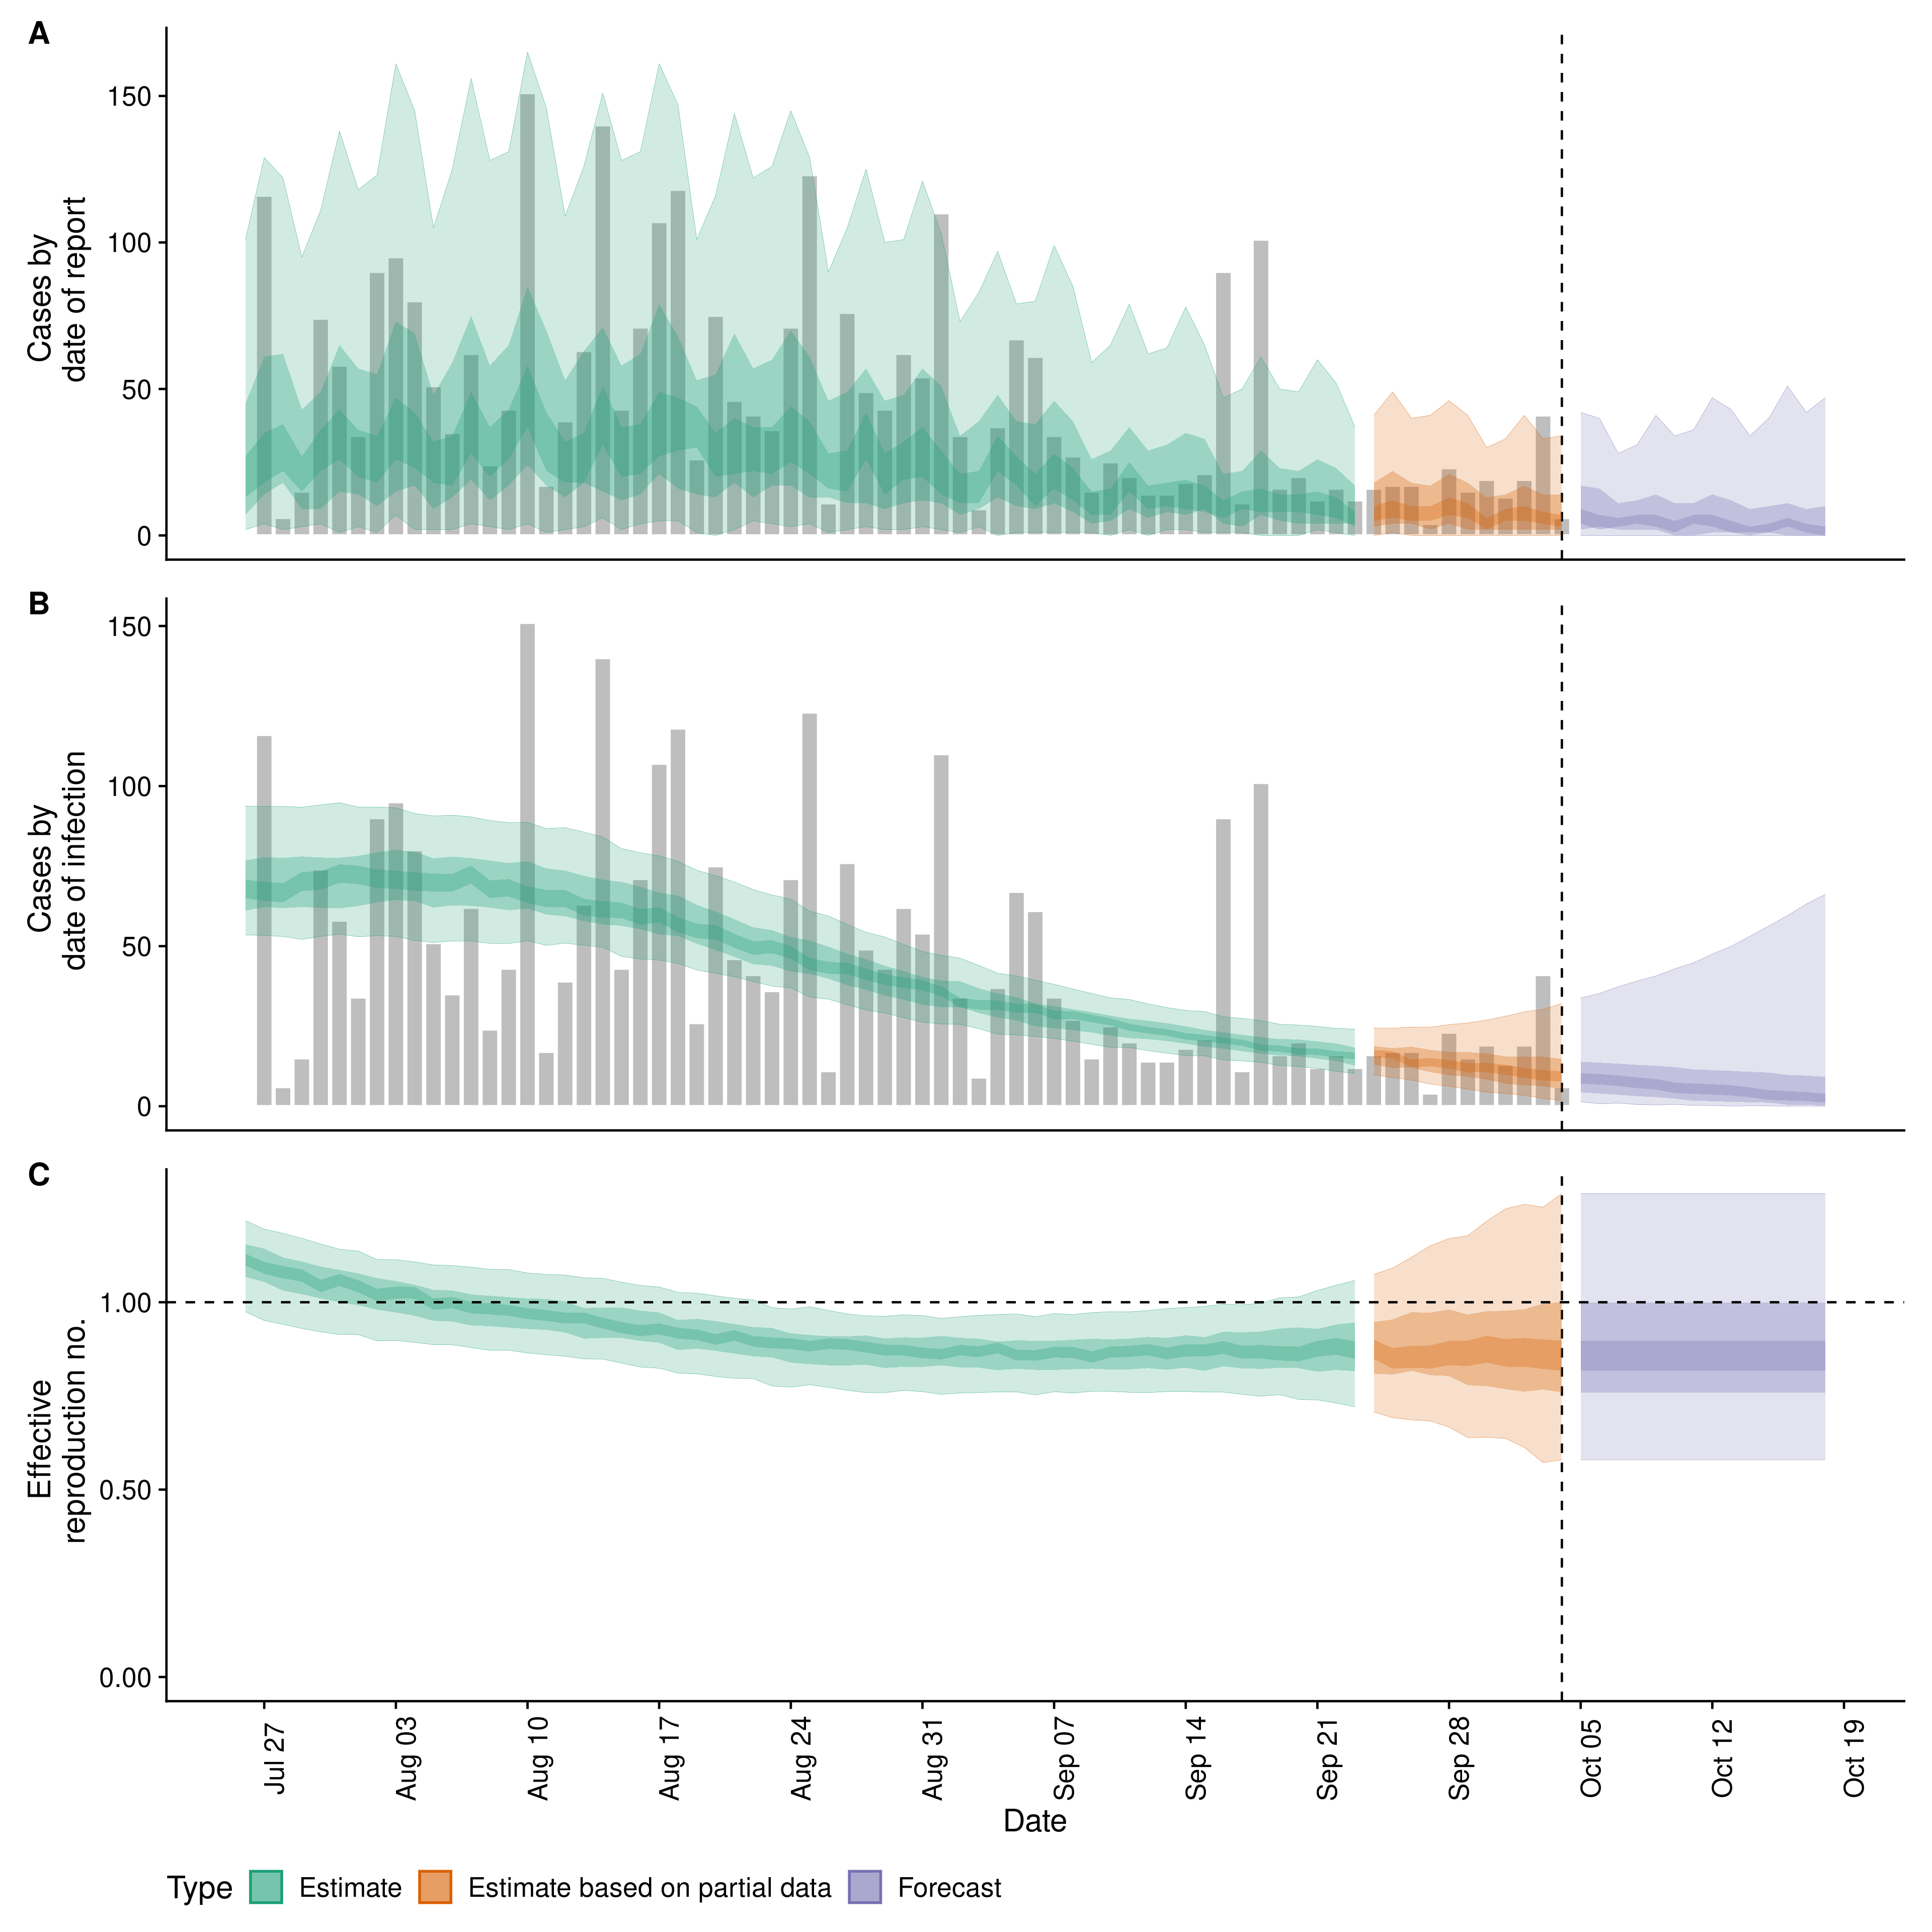 A
Cases by
date of report
150
100
50
0
B
Cases by
date of infection
150
100
50
0
C
Effective
reproduction no.
1.00
0.50
0.00
Jul 27
Aug 03
Aug 10
Aug 17
Aug 24
Aug 31
Sep 07
Sep 14
Sep 21
Sep 28
Oct 05
Oct 12
Oct 19
Date
Type Estimate Estimate based on partial data Forecast